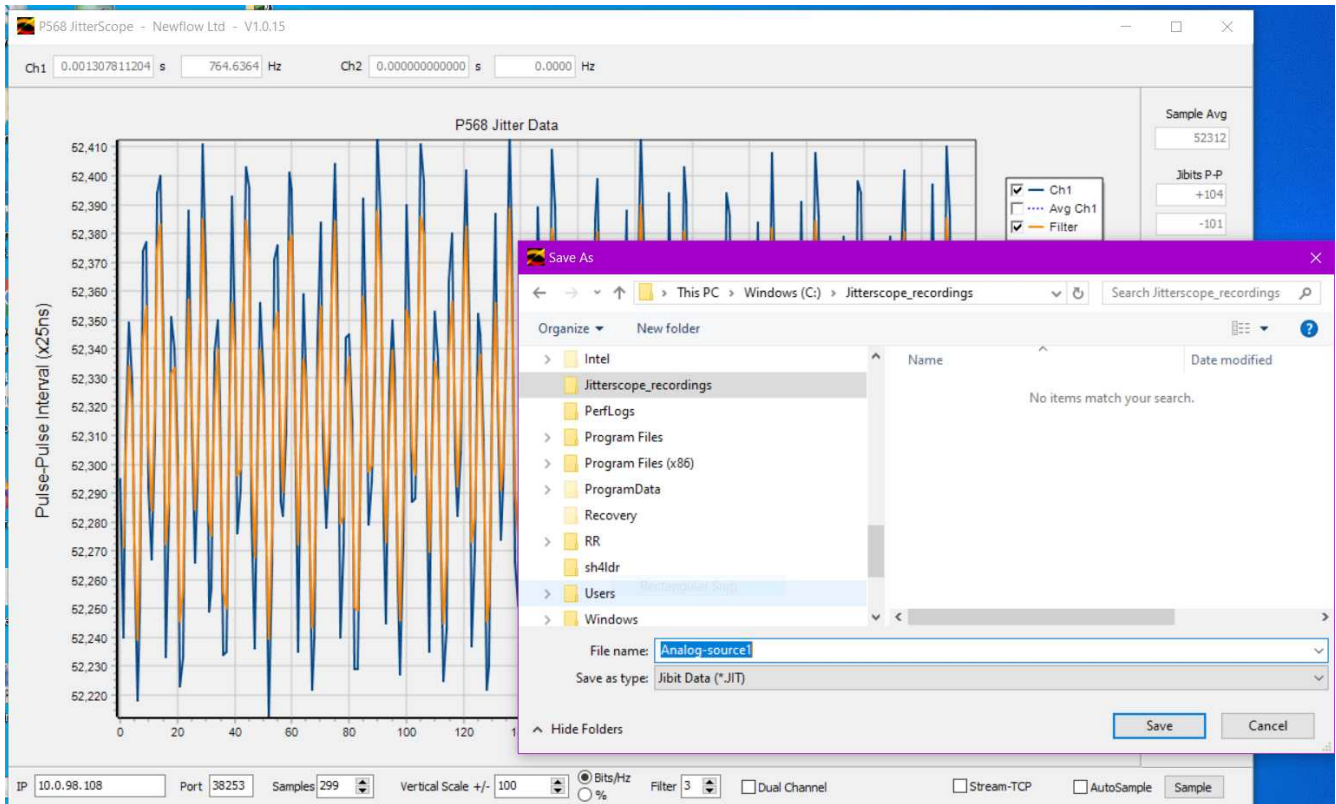 P568 JitterScope - Newflow Ltd - V1.0.15
Ch1 0.001307811204 s 764.6364 Hz Ch2 0.000000000000 s 0.0000 Hz
P568 Jitter Data
Sample Avg
52312
Jibits P-P
+104
-101
Ch1
Avg Ch1
Filter
Pulse-Pulse Interval (x25ns)
52,410
52,400
52,390
52,380
52,370
52,360
52,350
52,340
52,330
52,320
52,310
52,300
52,290
52,280
52,270
52,260
52,250
52,240
52,230
52,220
0 20 40 60 80 100 120 1
Save As
This PC > Windows (C:) > Jitterscope_recordings
Search Jitterscope_recordings
Organize New folder
?
Name Date modified
No items match your search.
Intel
Jitterscope_recordings
PerfLogs
Program Files
Program Files (x86)
ProgramData
Recovery
RR
sh4ldr
Rectangular Snip
Users
Windows
File name: Analog-source1
Save as type: Jibit Data (*.JIT)
Hide Folders
Save Cancel
IP 10.0.98.108 Port 38253 Samples 299 Vertical Scale +/- 100 Bits/Hz
% Filter 3 Dual Channel Stream-TCP AutoSample Sample